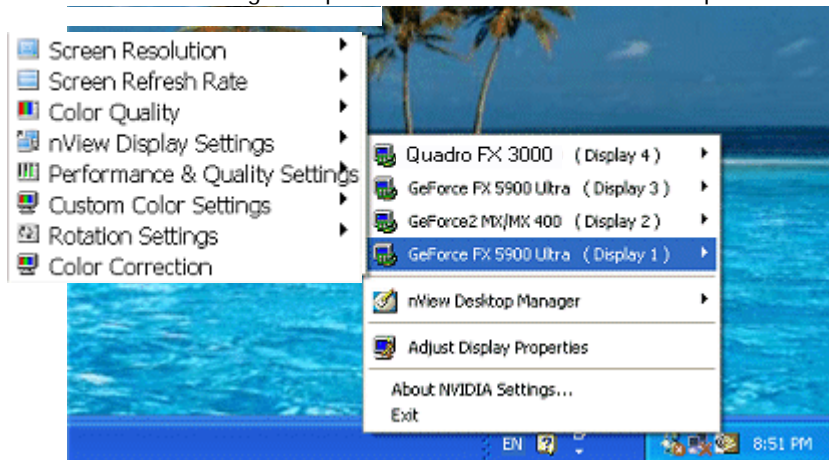 Screen Resolution
Screen Refresh Rate
Color Quality
nView Display Settings
Performance & Quality Settings
Custom Color Settings
Rotation Settings
Color Correction
Quadro FX 3000 ( Display 4 )
GeForce FX 5900 Ultra ( Display 3 )
GeForce2 MX/MX 400 ( Display 2 )
GeForce FX 5900 Ultra ( Display 1 )
nView Desktop Manager
Adjust Display Properties
About NVIDIA Settings...
Exit
EN
8:51 PM